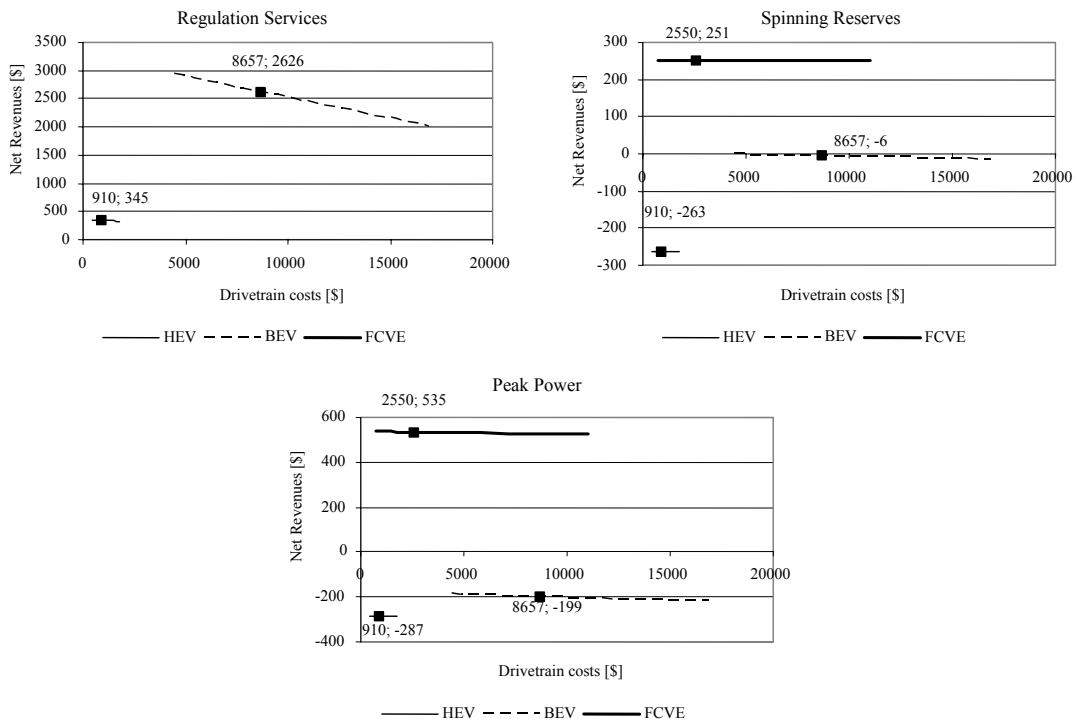 Regulation Services
Net Revenues [$]
3500
3000
2500
2000
1500
1000
500
0
8657; 2626
910; 345
0 5000 10000 15000 20000
Drivetrain costs [$]
HEV BEV FCVE
Spinning Reserves
Net Revenues [$]
2550; 251
300
200
100
0
-100
-200
-300
8657; -6
0 5000 10000 15000 20000
910; -263
Drivetrain costs [$]
HEV BEV FCVE
Peak Power
Net Revenues [$]
2550; 535
600
400
200
0
-200
-400
0 5000 10000 15000 20000
8657; -199
910; -287
Drivetrain costs [$]
HEV BEV FCVE